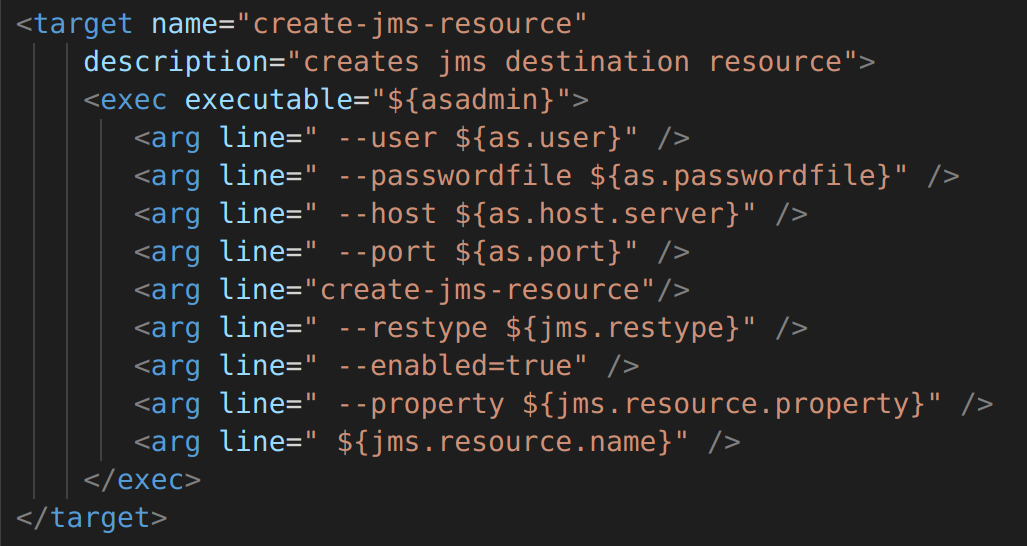 <target name="create-jms-resource"
description="creates jms destination resource">
<exec executable="${asadmin}">
<arg line=" --user ${as.user}" />
<arg line=" --passwordfile ${as.passwordfile}" />
<arg line=" --host ${as.host.server}" />
<arg line=" --port ${as.port}" />
<arg line="create-jms-resource"/>
<arg line=" --restype ${jms.restype}" />
<arg line=" --enabled=true" />
<arg line=" --property ${jms.resource.property}" />
<arg line=" ${jms.resource.name}" />
</exec>
</target>